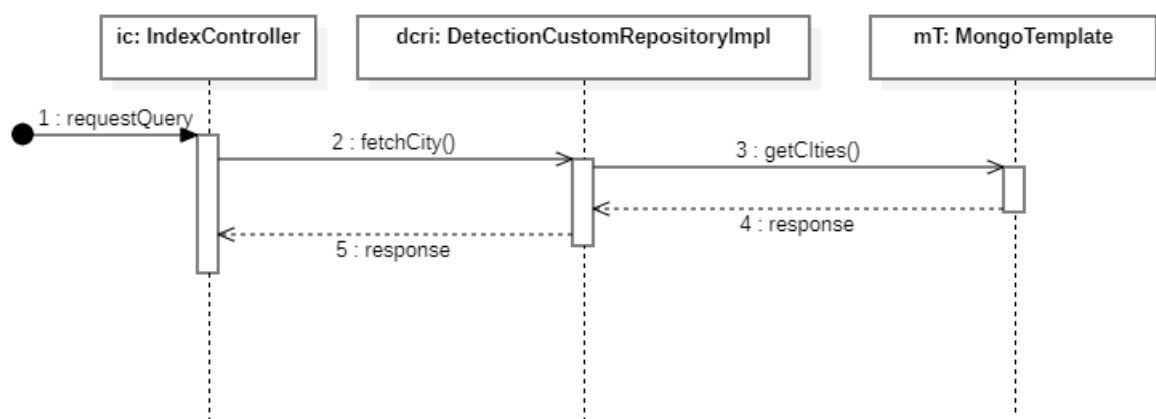 ic: IndexController
dcri: DetectionCustomRepositoryImpl
mT: MongoTemplate
1 : requestQuery
2 : fetchCity()
3 : getCIties()
4 : response
5 : response